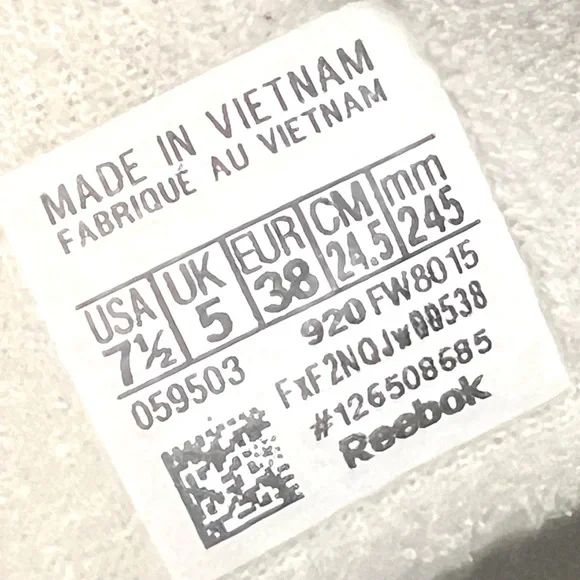 MADE IN VIETNAM
FABRIQUÉ AU VIETNAM
USA UK EUR CM mm
7½ 5 38 24.5 245
059503 920 FW8015
#126508685
Reebok